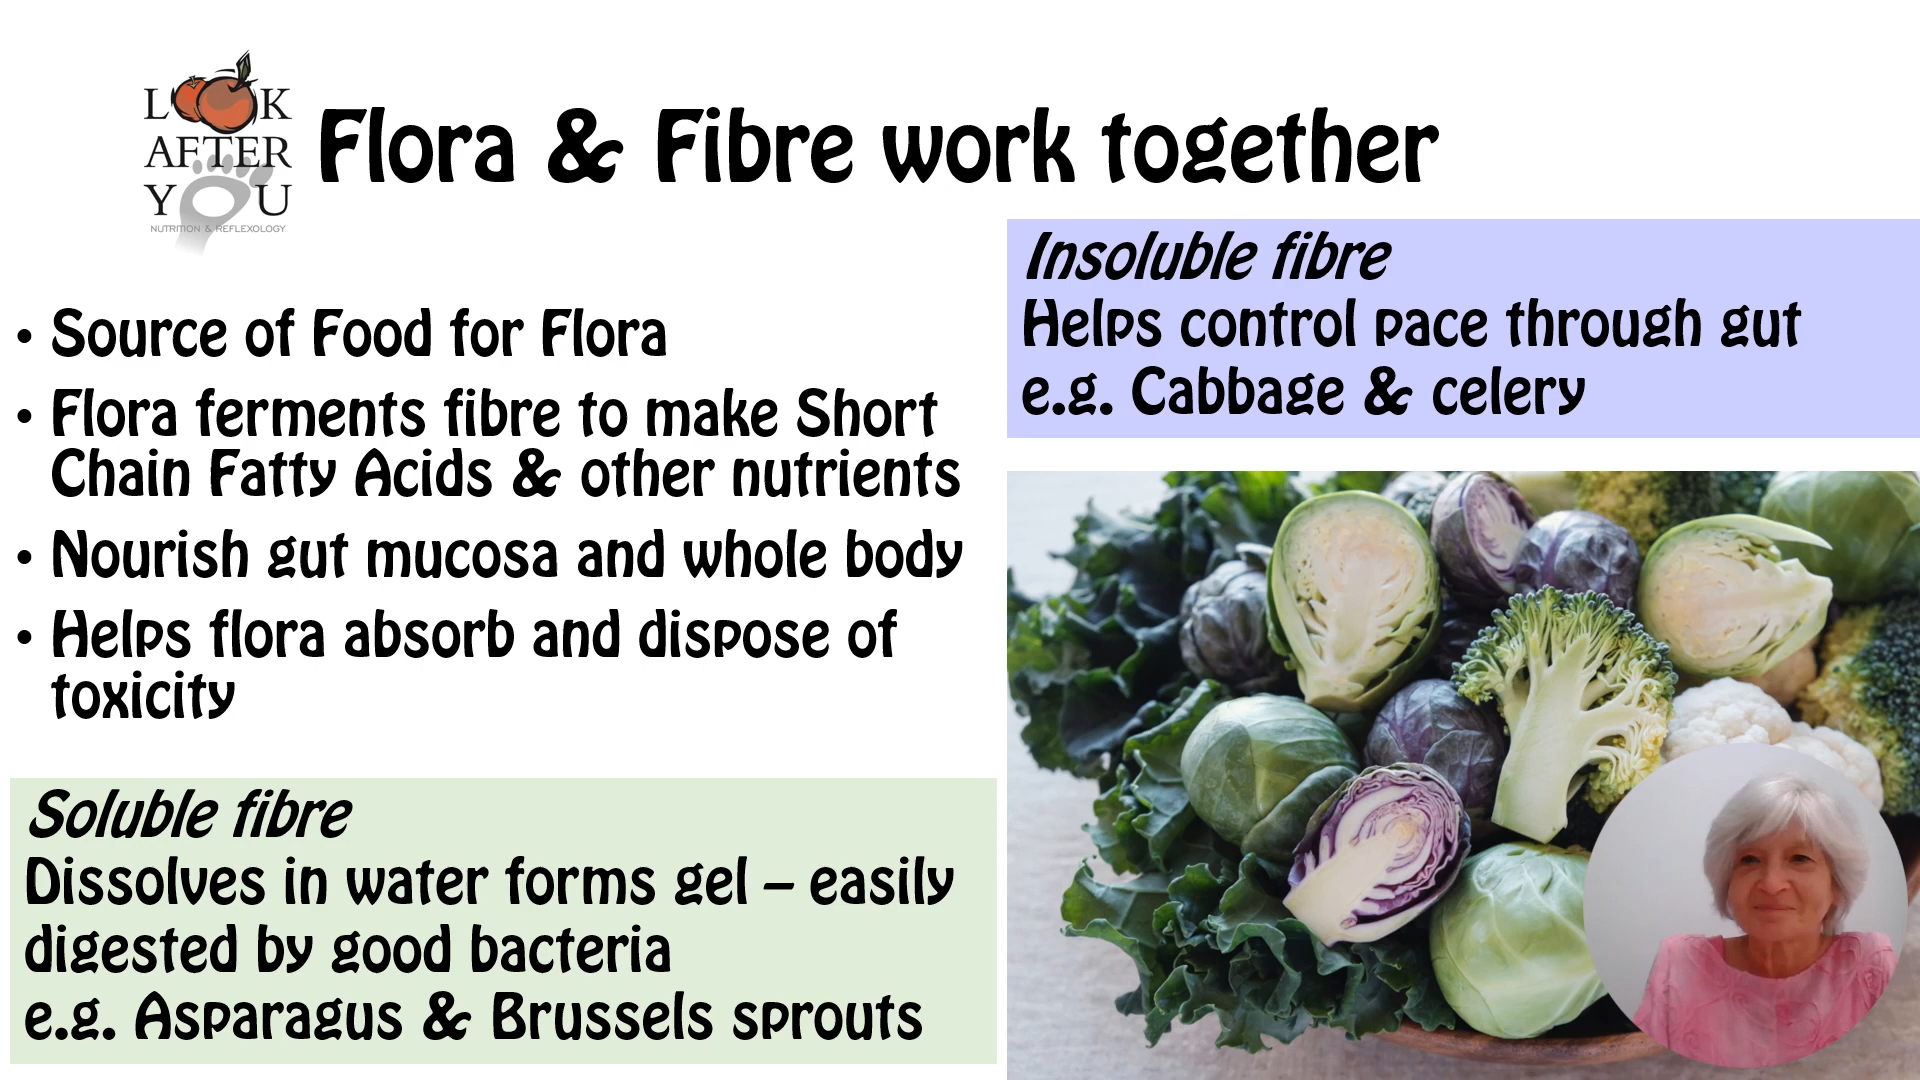 LOOK
AFTER
YOU
NUTRITION & REFLEXOLOGY
Flora & Fibre work together
• Source of Food for Flora
• Flora ferments fibre to make Short
Chain Fatty Acids & other nutrients
• Nourish gut mucosa and whole body
• Helps flora absorb and dispose of
toxicity
Soluble fibre
Dissolves in water forms gel – easily
digested by good bacteria
e.g. Asparagus & Brussels sprouts
Insoluble fibre
Helps control pace through gut
e.g. Cabbage & celery